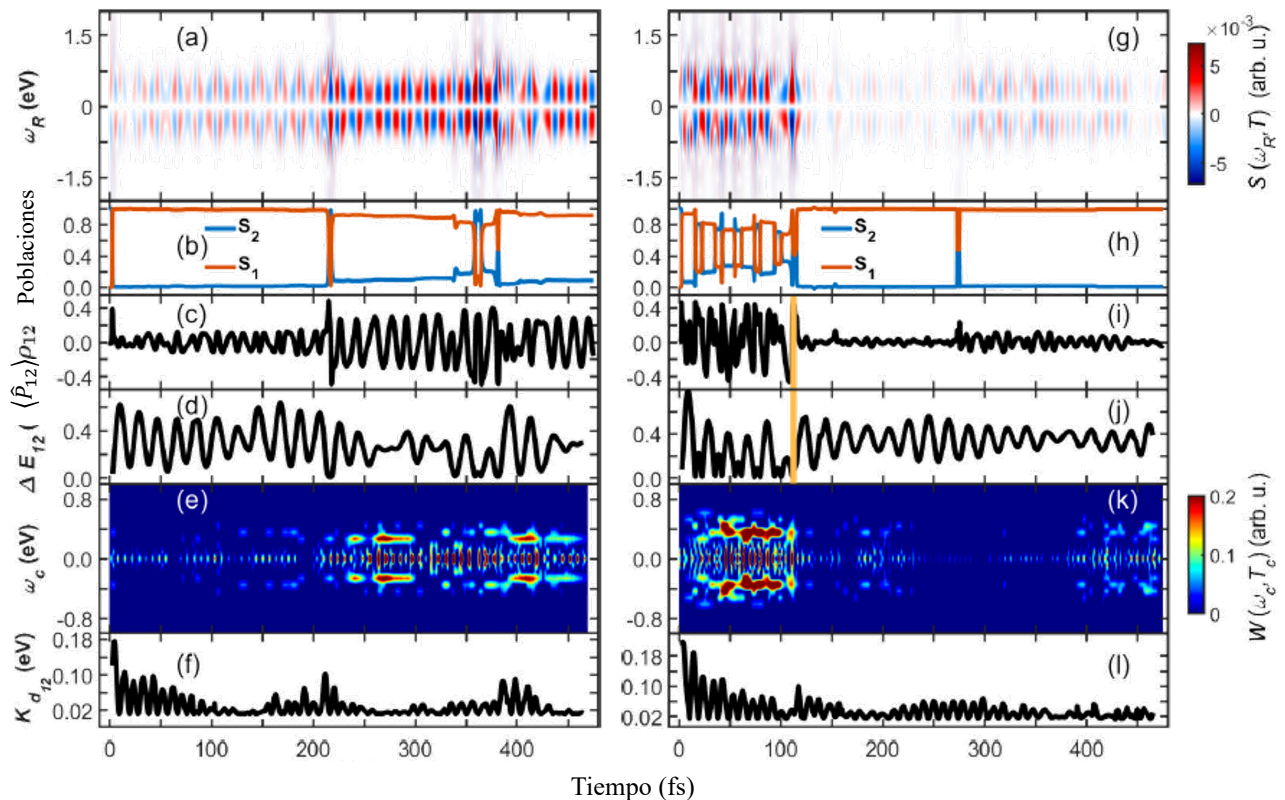 (a)
1.5
0
-1.5
ω_R (eV)
(g)
×10⁻³
5
0
-5
S (ω_R, T) (arb. u.)
Poblaciones
0.8
0.4
0.0
(b)
S₂
S₁
0.8
0.4
0.0
S₂
S₁
(h)
⟨P̂₁₂⟩ρ₁₂
0.4
0.0
-0.4
(c)
0.4
0.0
-0.4
(i)
Δ E₁₂ (
0.4
0.0
(d)
0.4
0.0
(j)
ω_c (eV)
0.8
0.0
-0.8
(e)
0.8
0.0
-0.8
(k)
0.2
0.1
0
W (ω_c, T_c) (arb. u.)
K_d₁₂ (eV)
0.18
0.10
0.02
(f)
0.18
0.10
0.02
(l)
0 100 200 300 400
0 100 200 300 400
Tiempo (fs)